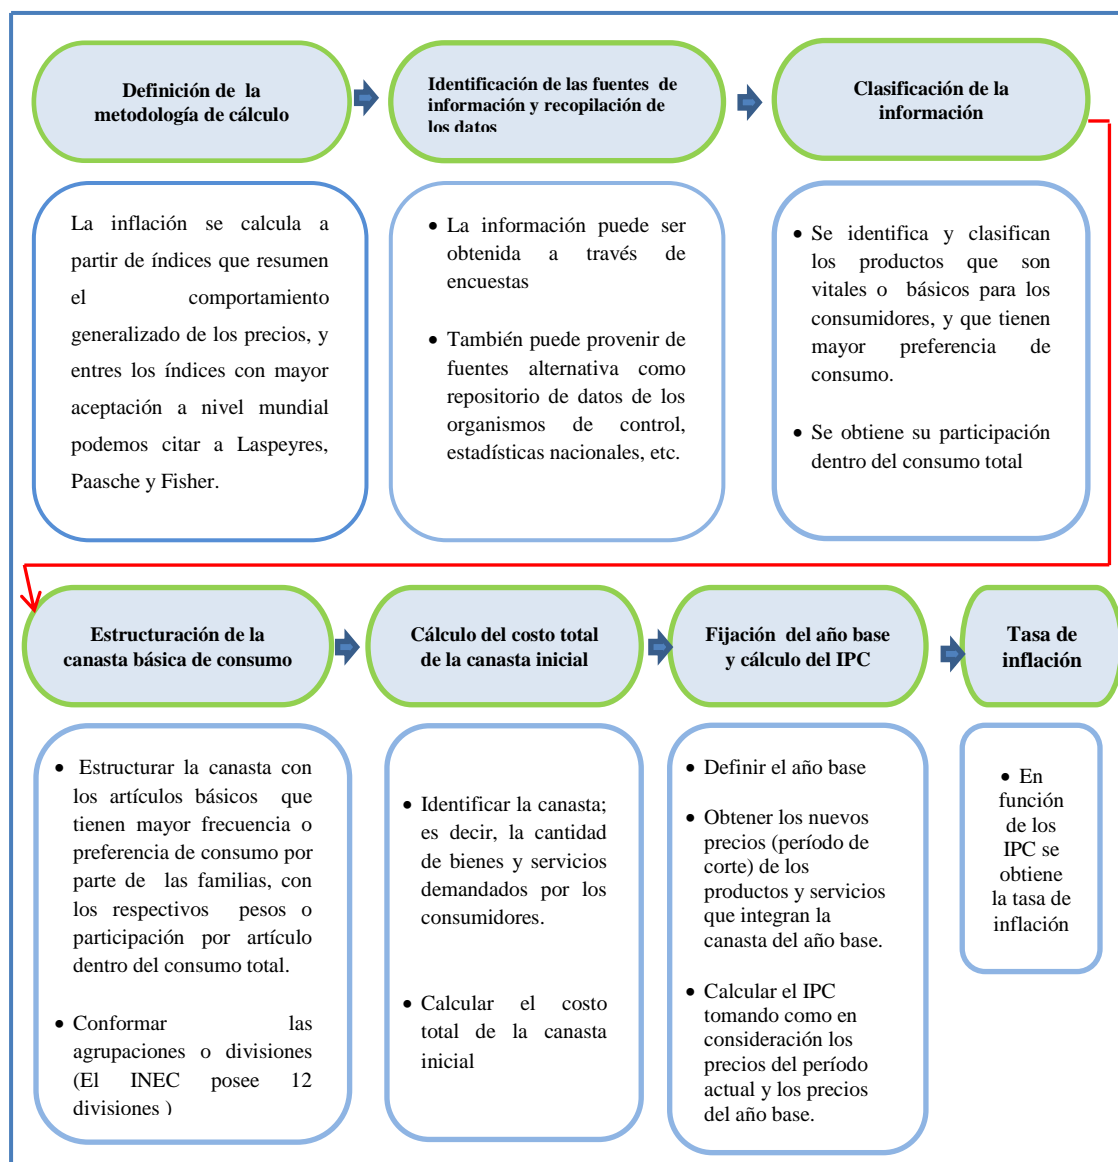 Definición de la
metodología de cálculo
Identificación de las fuentes de
información y recopilación de
los datos
Clasificación de la
información
La inflación se calcula a
partir de índices que resumen
el comportamiento
generalizado de los precios, y
entres los índices con mayor
aceptación a nivel mundial
podemos citar a Laspeyres,
Paasche y Fisher.
• La información puede ser
obtenida a través de
encuestas
• También puede provenir de
fuentes alternativa como
repositorio de datos de los
organismos de control,
estadísticas nacionales, etc.
• Se identifica y clasifican
los productos que son
vitales o básicos para los
consumidores, y que tienen
mayor preferencia de
consumo.
• Se obtiene su participación
dentro del consumo total
Estructuración de la
canasta básica de consumo
Cálculo del costo total
de la canasta inicial
Fijación del año base
y cálculo del IPC
Tasa de
inflación
• Estructurar la canasta con
los artículos básicos que
tienen mayor frecuencia o
preferencia de consumo por
parte de las familias, con
los respectivos pesos o
participación por artículo
dentro del consumo total.
• Conformar las
agrupaciones o divisiones
(El INEC posee 12
divisiones )
• Identificar la canasta;
es decir, la cantidad
de bienes y servicios
demandados por los
consumidores.
• Calcular el costo
total de la canasta
inicial
• Definir el año base
• Obtener los nuevos
precios (período de
corte) de los
productos y servicios
que integran la
canasta del año base.
• Calcular el IPC
tomando como en
consideración los
precios del período
actual y los precios
del año base.
• En
función
de los
IPC se
obtiene
la tasa de
inflación